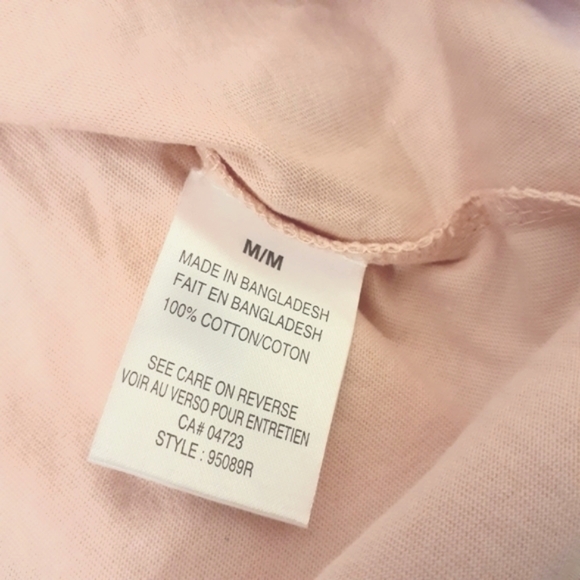 M/M
MADE IN BANGLADESH
FAIT EN BANGLADESH
100% COTTON/COTON
SEE CARE ON REVERSE
VOIR AU VERSO POUR ENTRETIEN
CA# 04723
STYLE : 95089R